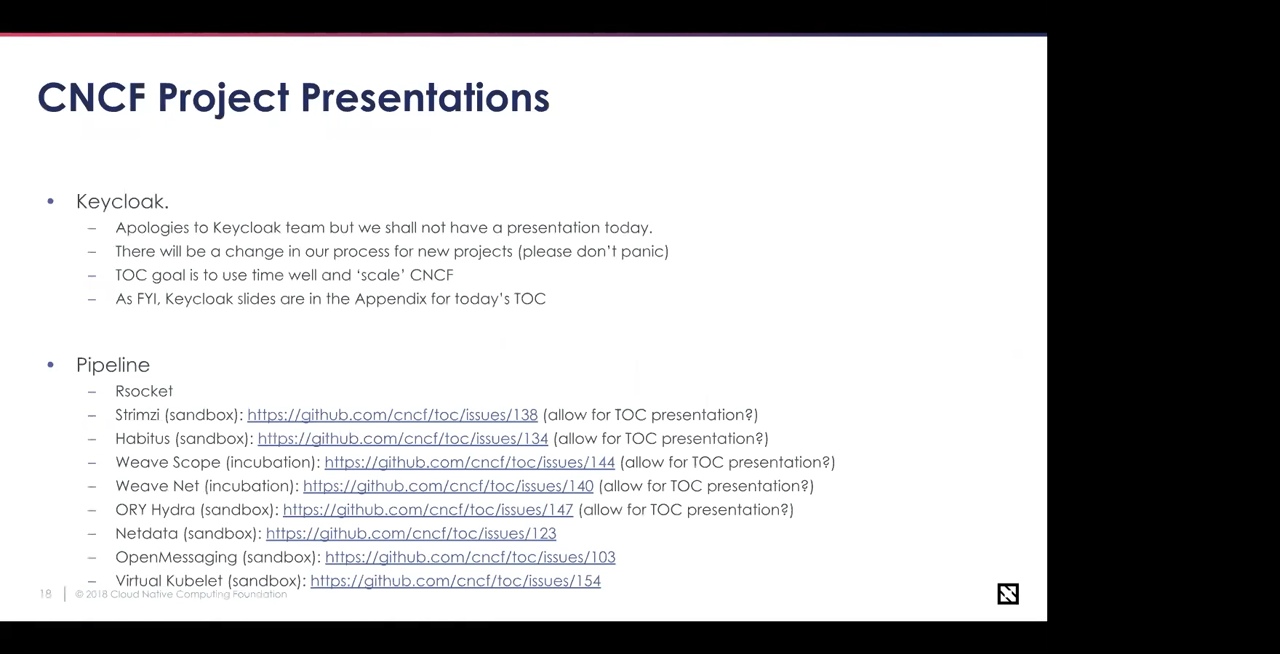 CNCF Project Presentations
• Keycloak.
– Apologies to Keycloak team but we shall not have a presentation today.
– There will be a change in our process for new projects (please don’t panic)
– TOC goal is to use time well and ‘scale’ CNCF
– As FYI, Keycloak slides are in the Appendix for today’s TOC
• Pipeline
– Rsocket
– Strimzi (sandbox): https://github.com/cncf/toc/issues/138 (allow for TOC presentation?)
– Habitus (sandbox): https://github.com/cncf/toc/issues/134 (allow for TOC presentation?)
– Weave Scope (incubation): https://github.com/cncf/toc/issues/144 (allow for TOC presentation?)
– Weave Net (incubation): https://github.com/cncf/toc/issues/140 (allow for TOC presentation?)
– ORY Hydra (sandbox): https://github.com/cncf/toc/issues/147 (allow for TOC presentation?)
– Netdata (sandbox): https://github.com/cncf/toc/issues/123
– OpenMessaging (sandbox): https://github.com/cncf/toc/issues/103
– Virtual Kubelet (sandbox): https://github.com/cncf/toc/issues/154
18 | © 2018 Cloud Native Computing Foundation